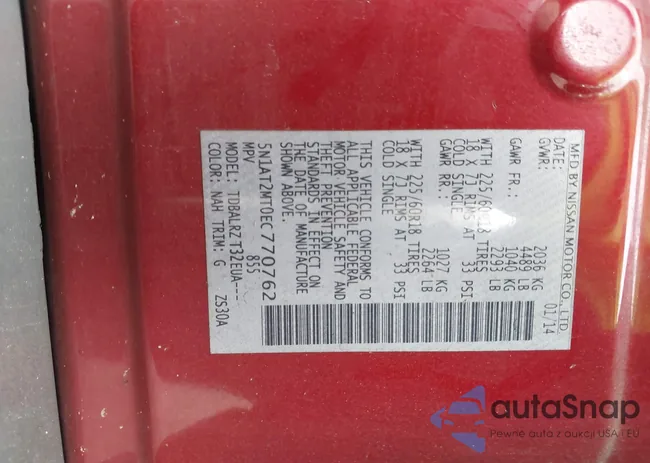 MFD BY NISSAN MOTOR CO., LTD.
DATE: 01/14
GVWR: 2036 KG
4489 LB
GAWR FR.: 1040 KG
2293 LB
WITH 225/60R18 TIRES
18 X 7J RIMS AT 33 PSI
COLD SINGLE
GAWR RR.: 1027 KG
2264 LB
WITH 225/60R18 TIRES
18 X 7J RIMS AT 33 PSI
COLD SINGLE
THIS VEHICLE CONFORMS TO
ALL APPLICABLE FEDERAL
MOTOR VEHICLE SAFETY AND
THEFT PREVENTION
STANDARDS IN EFFECT ON
THE DATE OF MANUFACTURE
SHOWN ABOVE.
5N1AT2MT0EC770762
MPV 855
MODEL: TDBALRZ T32EUA----
COLOR: NAH TRIM: G ZS30A
autaSnap
Pewne auta z aukcji USA i EU